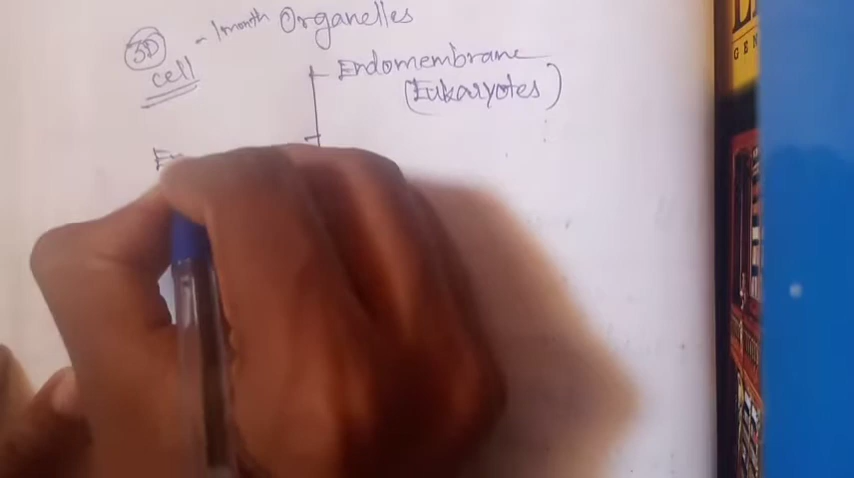 3D - 1month Organelles
cell
Endomembrane
(Eukaryotes)